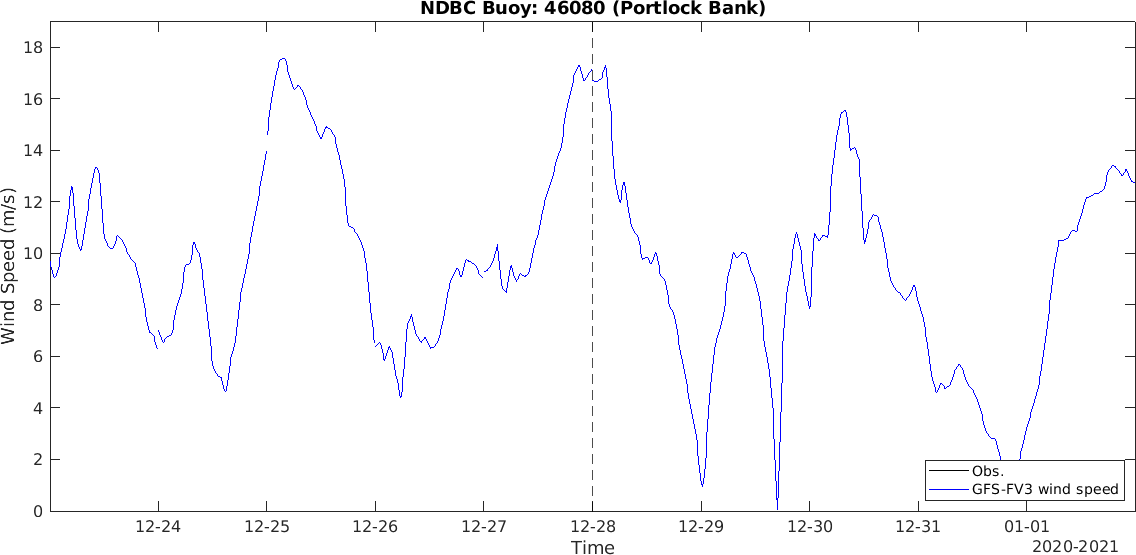 NDBC Buoy: 46080 (Portlock Bank)
18
16
14
12
10
8
6
4
2
0
Wind Speed (m/s)
Obs.
GFS-FV3 wind speed
12-24 12-25 12-26 12-27 12-28 12-29 12-30 12-31 01-01
Time
2020-2021